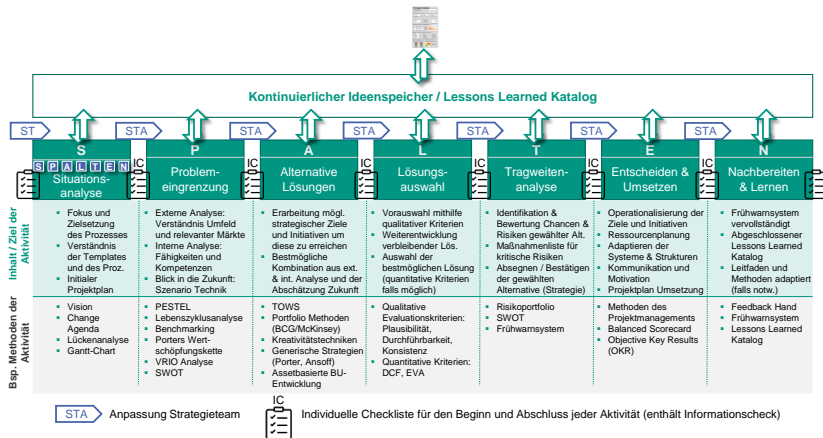 Kontinuierlicher Ideenspeicher / Lessons Learned Katalog
ST
STA
STA
STA
STA
STA
STA
S
P
A
L
T
E
N
S P A L T E N
IC
IC
IC
IC
IC
IC
Situations-
analyse
Problem-
eingrenzung
Alternative
Lösungen
Lösungs-
auswahl
Tragweiten-
analyse
Entscheiden &
Umsetzen
Nachbereiten
& Lernen
Inhalt / Ziel der
Aktivität
▪ Fokus und
Zielsetzung
des Prozesses
▪ Verständnis
der Templates
und des Proz.
▪ Initialer
Projektplan
▪ Externe Analyse:
Verständnis Umfeld
und relevanter Märkte
▪ Interne Analyse:
Fähigkeiten und
Kompetenzen
▪ Blick in die Zukunft:
Szenario Technik
▪ Erarbeitung mögl.
strategischer Ziele
und Initiativen um
diese zu erreichen
▪ Bestmögliche
Kombination aus ext.
& int. Analyse und der
Abschätzung Zukunft
▪ Vorauswahl mithilfe
qualitativer Kriterien
▪ Weiterentwicklung
verbleibender Lös.
▪ Auswahl der
bestmöglichen Lösung
(quantitative Kriterien
falls möglich)
▪ Identifikation &
Bewertung Chancen &
Risiken gewählter Alt.
▪ Maßnahmenliste für
kritische Risiken
▪ Absegnen / Bestätigen
der gewählten
Alternative (Strategie)
▪ Operationalisierung der
Ziele und Initiativen
▪ Ressourcenplanung
▪ Adaptieren der
Systeme & Strukturen
▪ Kommunikation und
Motivation
▪ Projektplan Umsetzung
▪ Frühwarnsystem
vervollständigt
▪ Abgeschlossener
Lessons Learned
Katalog
▪ Leitfaden und
Methoden adaptiert
(falls notw.)
Bsp. Methoden der
Aktivität
▪ Vision
▪ Change
Agenda
▪ Lückenanalyse
▪ Gantt-Chart
▪ PESTEL
▪ Lebenszyklusanalyse
▪ Benchmarking
▪ Porters Wert-
schöpfungskette
▪ VRIO Analyse
▪ SWOT
▪ TOWS
▪ Portfolio Methoden
(BCG/McKinsey)
▪ Kreativitätstechniken
▪ Generische Strategien
(Porter, Ansoff)
▪ Assetbasierte BU-
Entwicklung
▪ Qualitative
Evaluationskriterien:
Plausibilität,
Durchführbarkeit,
Konsistenz
▪ Quantitative Kriterien:
DCF, EVA
▪ Risikoportfolio
▪ SWOT
▪ Frühwarnsystem
▪ Methoden des
Projektmanagements
▪ Balanced Scorecard
▪ Objective Key Results
(OKR)
▪ Feedback Hand
▪ Frühwarnsystem
▪ Lessons Learned
Katalog
STA
Anpassung Strategieteam
IC
Individuelle Checkliste für den Beginn und Abschluss jeder Aktivität (enthält Informationscheck)